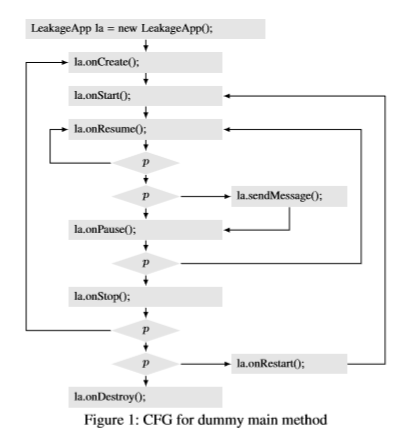 LeakageApp la = new LeakageApp();
la.onCreate();
la.onStart();
la.onResume();
p
p
la.sendMessage();
la.onPause();
p
la.onStop();
p
p
la.onRestart();
la.onDestroy();
Figure 1: CFG for dummy main method